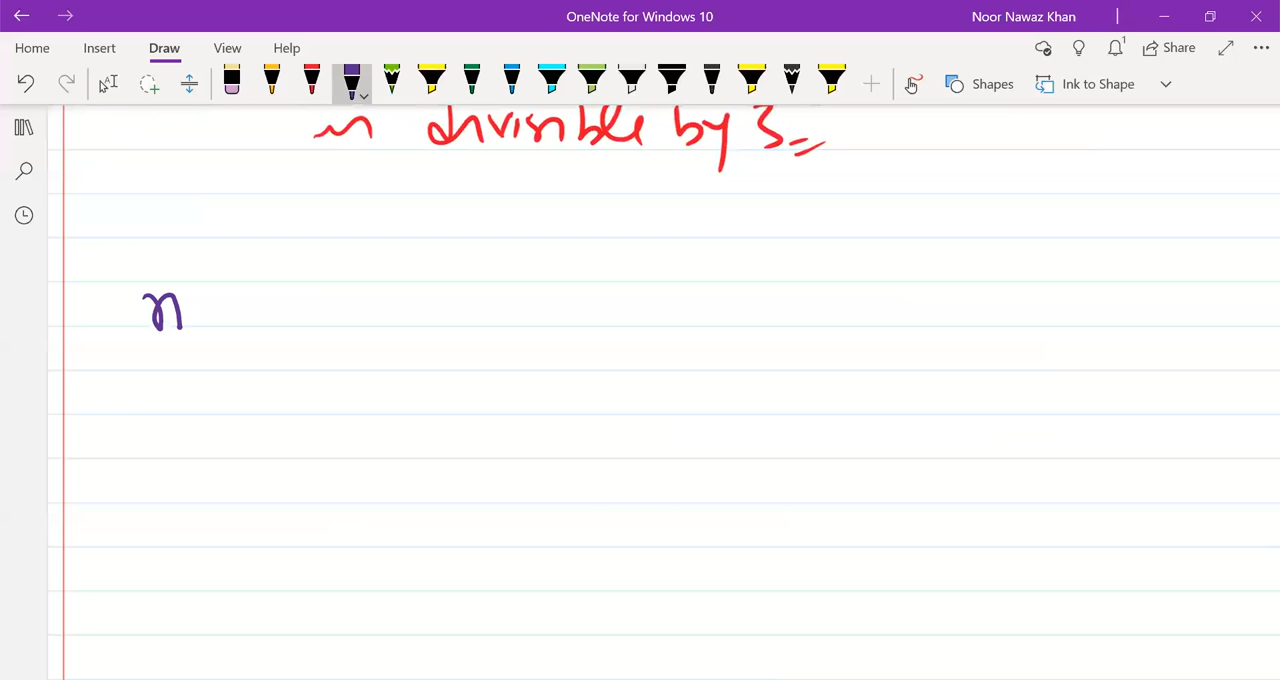 OneNote for Windows 10
Noor Nawaz Khan
Home Insert Draw View Help
1
Share
Shapes
Ink to Shape
divisible by 3
n